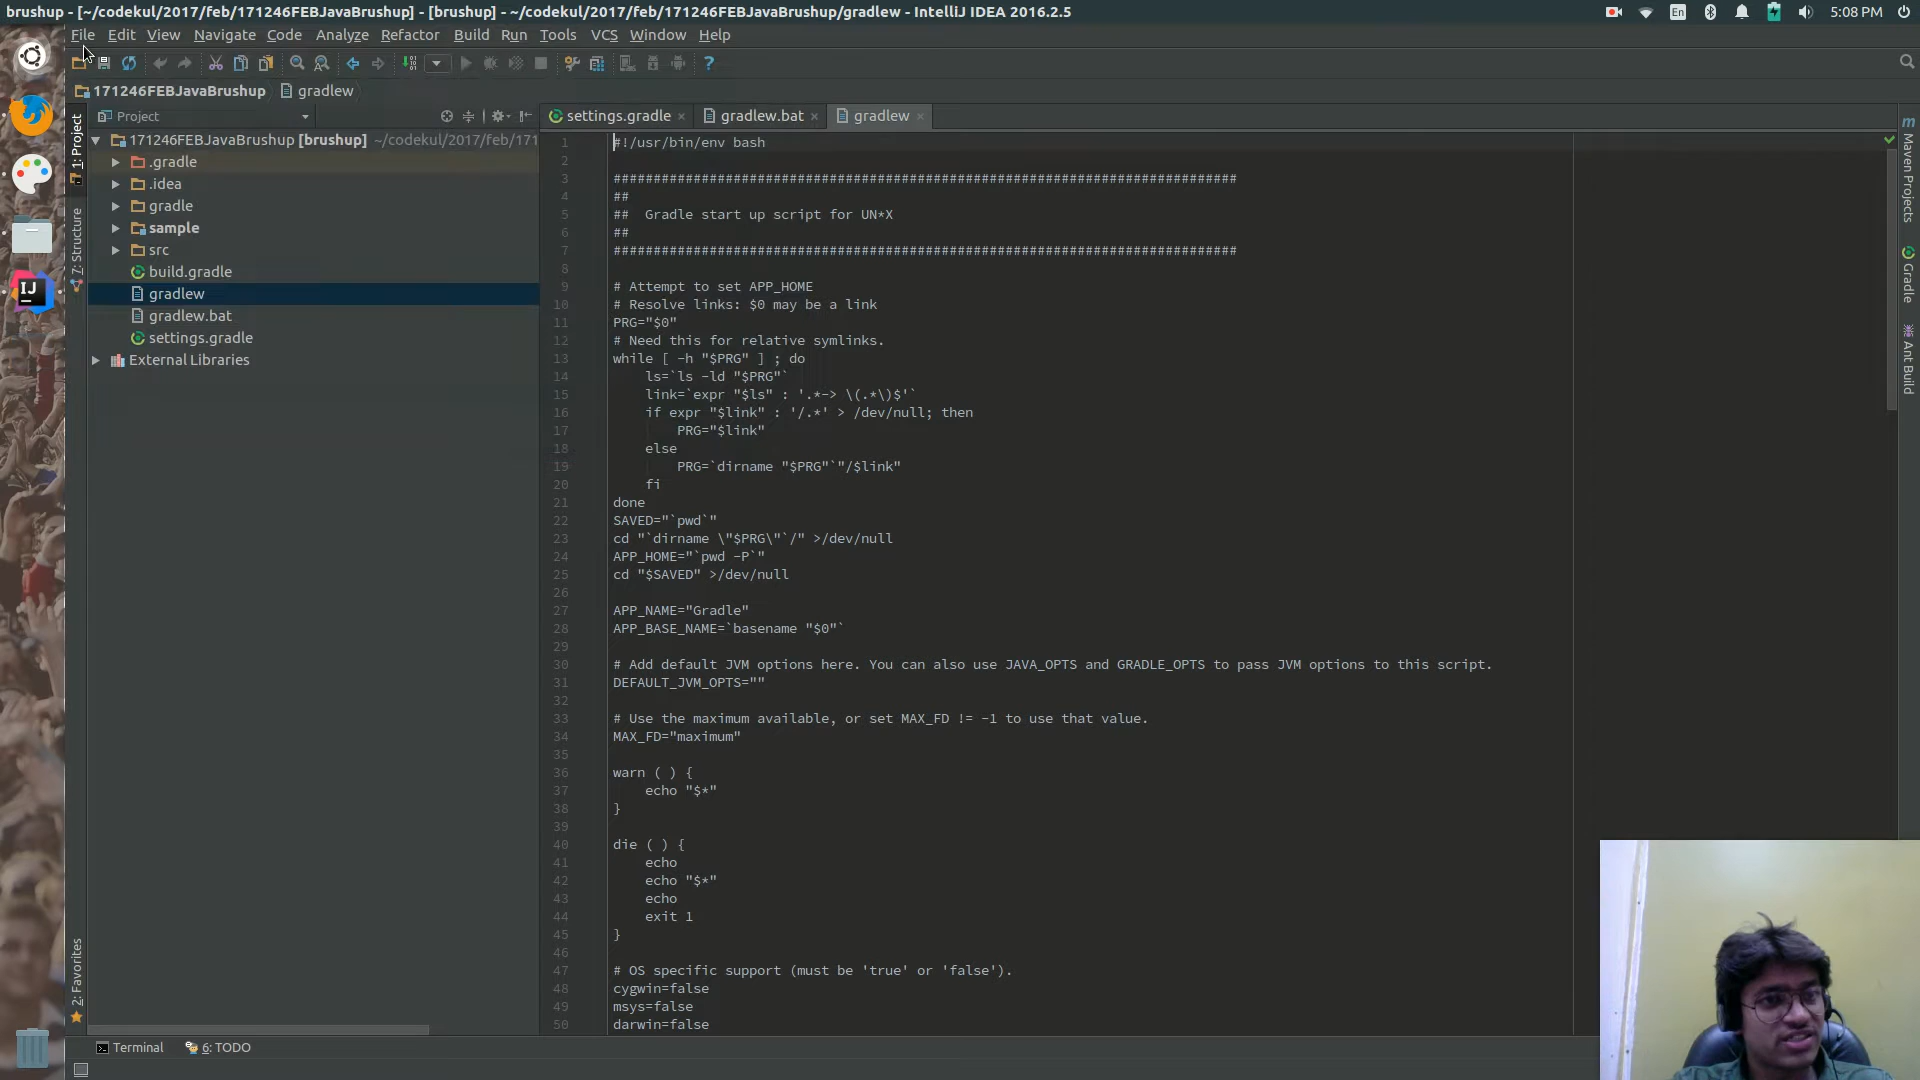 brushup - [~/codekul/2017/feb/171246FEBJavaBrushup] - [brushup] - ~/codekul/2017/feb/171246FEBJavaBrushup/gradlew - IntelliJ IDEA 2016.2.5
En
5:08 PM
File Edit View Navigate Code Analyze Refactor Build Run Tools VCS Window Help
171246FEBJavaBrushup gradlew
Project
settings.gradle
gradlew.bat
gradlew
171246FEBJavaBrushup [brushup] ~/codekul/2017/feb/171
.gradle
.idea
gradle
sample
src
build.gradle
gradlew
gradlew.bat
settings.gradle
External Libraries
1: Project
7: Structure
2: Favorites
IJ
1 #!/usr/bin/env bash
2
3 ##############################################################################
4 ##
5 ##  Gradle start up script for UN*X
6 ##
7 ##############################################################################
8
9 # Attempt to set APP_HOME
10 # Resolve links: $0 may be a link
11 PRG="$0"
12 # Need this for relative symlinks.
13 while [ -h "$PRG" ] ; do
14     ls=`ls -ld "$PRG"`
15     link=`expr "$ls" : '.*-> \(.*\)$'`
16     if expr "$link" : '/.*' > /dev/null; then
17         PRG="$link"
18     else
19         PRG=`dirname "$PRG"`"/$link"
20     fi
21 done
22 SAVED="`pwd`"
23 cd "`dirname \"$PRG\"`/" >/dev/null
24 APP_HOME="`pwd -P`"
25 cd "$SAVED" >/dev/null
26
27 APP_NAME="Gradle"
28 APP_BASE_NAME=`basename "$0"`
29
30 # Add default JVM options here. You can also use JAVA_OPTS and GRADLE_OPTS to pass JVM options to this script.
31 DEFAULT_JVM_OPTS=""
32
33 # Use the maximum available, or set MAX_FD != -1 to use that value.
34 MAX_FD="maximum"
35
36 warn ( ) {
37     echo "$*"
38 }
39
40 die ( ) {
41     echo
42     echo "$*"
43     echo
44     exit 1
45 }
46
47 # OS specific support (must be 'true' or 'false').
48 cygwin=false
49 msys=false
50 darwin=false
m Maven Projects
Gradle
Ant Build
Terminal
6: TODO